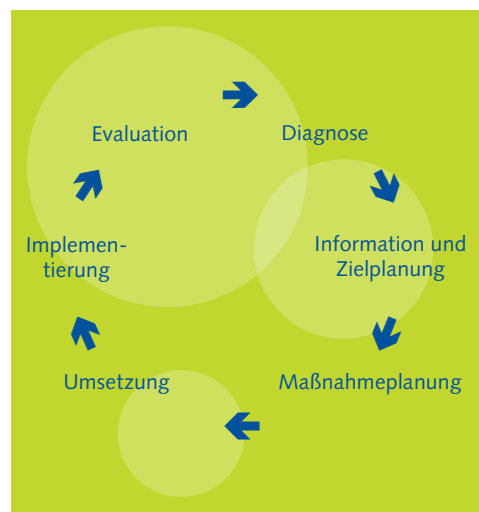 Evaluation
Diagnose
Information und
Zielplanung
Maßnahmeplanung
Umsetzung
Implemen-
tierung